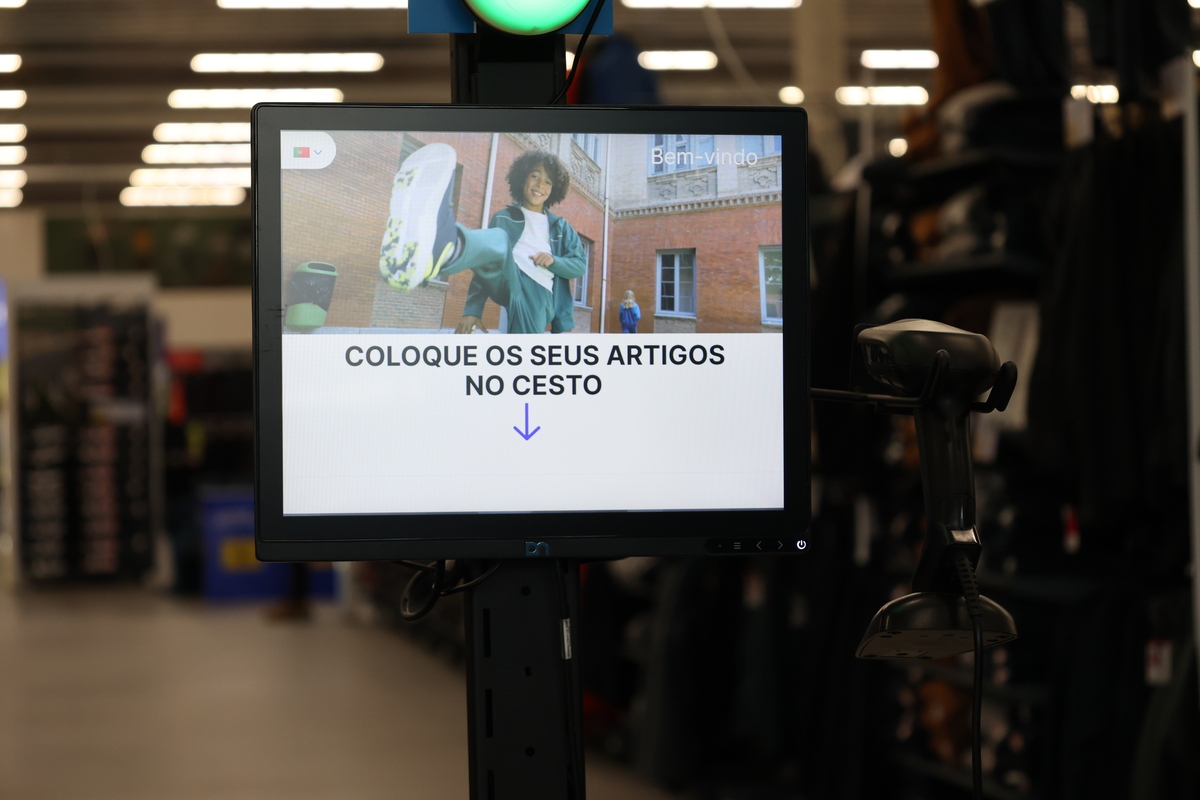 Bem-vindo
COLOQUE OS SEUS ARTIGOS
NO CESTO